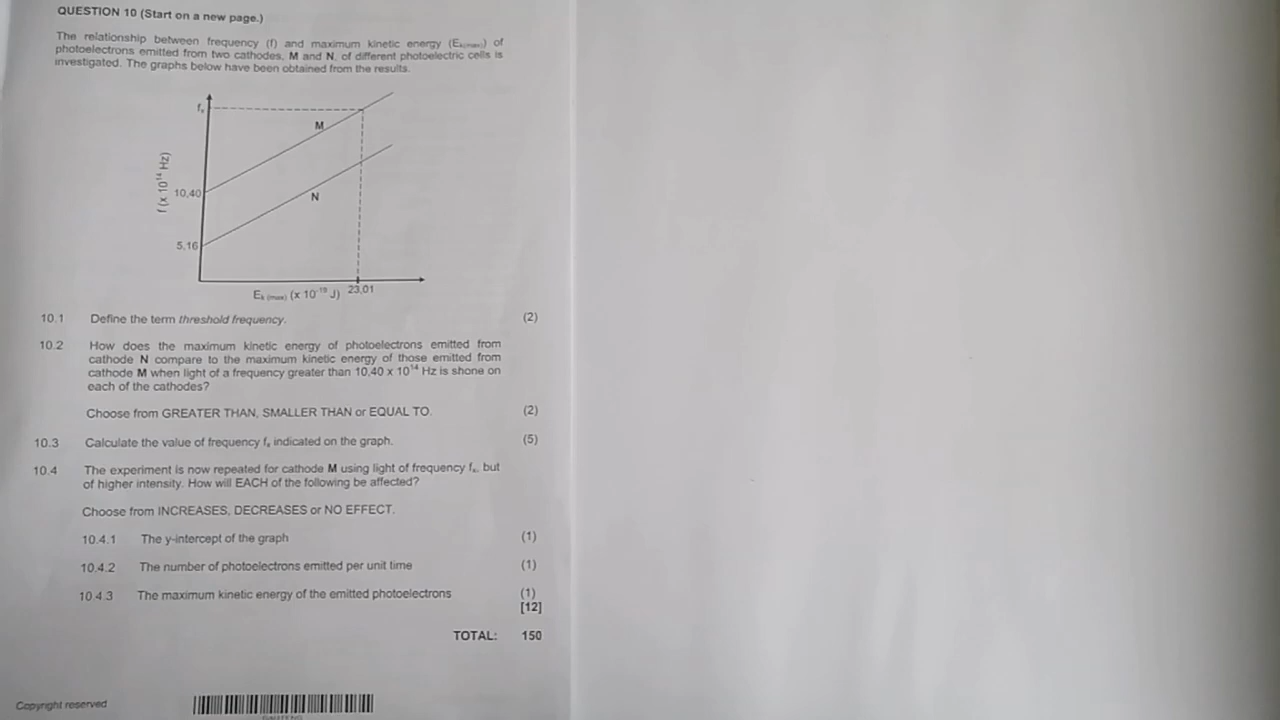 QUESTION 10 (Start on a new page.)
The relationship between frequency (f) and maximum kinetic energy (Ek(max)) of
photoelectrons emitted from two cathodes, M and N, of different photoelectric cells is
investigated. The graphs below have been obtained from the results.
fx
M
f (x 10¹⁴ Hz)
10,40
N
5,16
Ek (max) (x 10⁻¹⁹ J) 23,01
10.1 Define the term threshold frequency. (2)
10.2 How does the maximum kinetic energy of photoelectrons emitted from
cathode N compare to the maximum kinetic energy of those emitted from
cathode M when light of a frequency greater than 10,40 x 10¹⁴ Hz is shone on
each of the cathodes?
Choose from GREATER THAN, SMALLER THAN or EQUAL TO. (2)
10.3 Calculate the value of frequency fx indicated on the graph. (5)
10.4 The experiment is now repeated for cathode M using light of frequency fx, but
of higher intensity. How will EACH of the following be affected?
Choose from INCREASES, DECREASES or NO EFFECT.
10.4.1 The y-intercept of the graph (1)
10.4.2 The number of photoelectrons emitted per unit time (1)
10.4.3 The maximum kinetic energy of the emitted photoelectrons (1)
[12]
TOTAL: 150
Copyright reserved